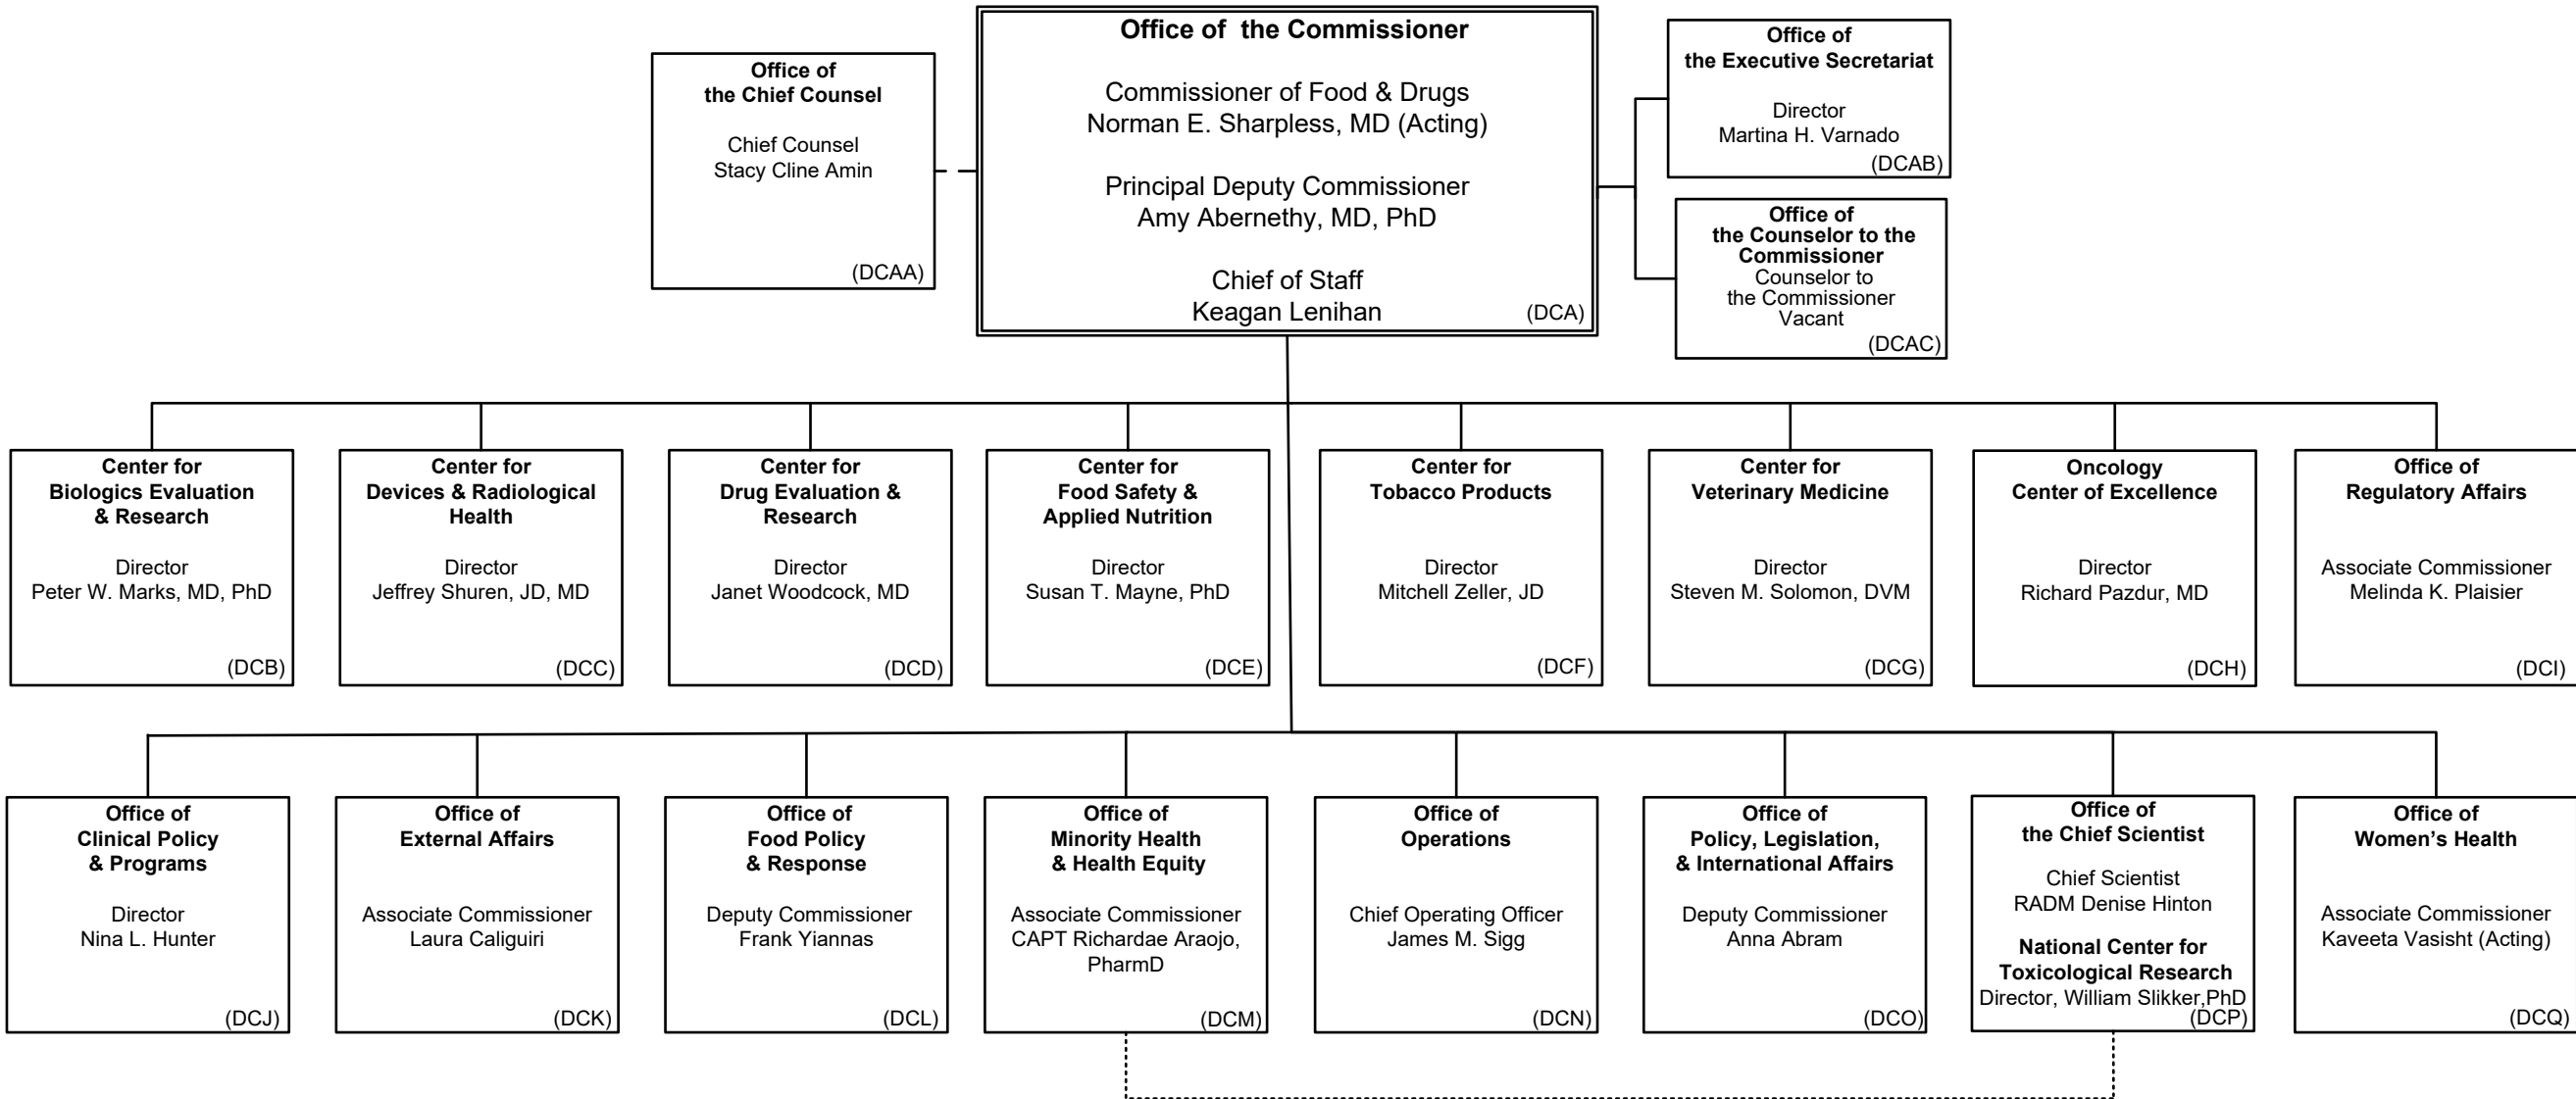 Office of the Commissioner
Commissioner of Food & Drugs
Norman E. Sharpless, MD (Acting)
Principal Deputy Commissioner
Amy Abernethy, MD, PhD
Chief of Staff
Keagan Lenihan
(DCA)
Office of
the Chief Counsel
Chief Counsel
Stacy Cline Amin
(DCAA)
Office of
the Executive Secretariat
Director
Martina H. Varnado
(DCAB)
Office of
the Counselor to the
Commissioner
Counselor to
the Commissioner
Vacant
(DCAC)
Center for
Biologics Evaluation
& Research
Director
Peter W. Marks, MD, PhD
(DCB)
Center for
Devices & Radiological
Health
Director
Jeffrey Shuren, JD, MD
(DCC)
Center for
Drug Evaluation &
Research
Director
Janet Woodcock, MD
(DCD)
Center for
Food Safety &
Applied Nutrition
Director
Susan T. Mayne, PhD
(DCE)
Center for
Tobacco Products
Director
Mitchell Zeller, JD
(DCF)
Center for
Veterinary Medicine
Director
Steven M. Solomon, DVM
(DCG)
Oncology
Center of Excellence
Director
Richard Pazdur, MD
(DCH)
Office of
Regulatory Affairs
Associate Commissioner
Melinda K. Plaisier
(DCI)
Office of
Clinical Policy
& Programs
Director
Nina L. Hunter
(DCJ)
Office of
External Affairs
Associate Commissioner
Laura Caliguiri
(DCK)
Office of
Food Policy
& Response
Deputy Commissioner
Frank Yiannas
(DCL)
Office of
Minority Health
& Health Equity
Associate Commissioner
CAPT Richardae Araojo,
PharmD
(DCM)
Office of
Operations
Chief Operating Officer
James M. Sigg
(DCN)
Office of
Policy, Legislation,
& International Affairs
Deputy Commissioner
Anna Abram
(DCO)
Office of
the Chief Scientist
Chief Scientist
RADM Denise Hinton
National Center for
Toxicological Research
Director, William Slikker,PhD
(DCP)
Office of
Women’s Health
Associate Commissioner
Kaveeta Vasisht (Acting)
(DCQ)